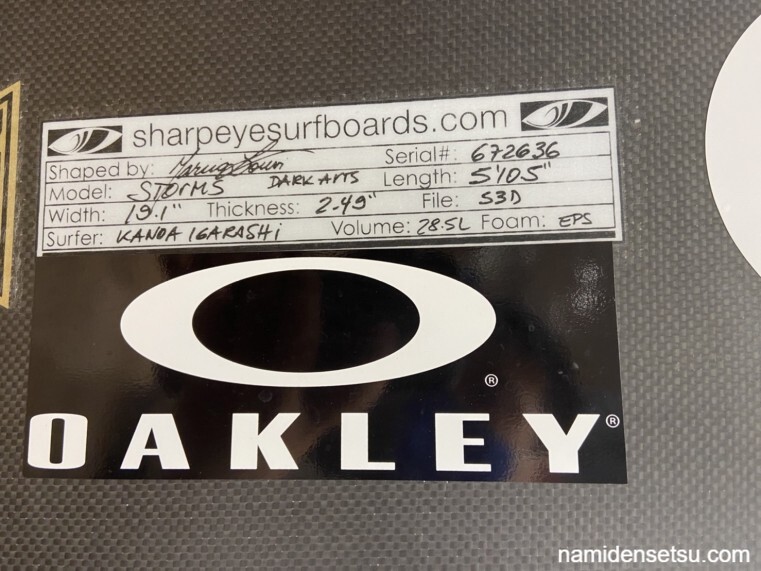 sharpeyesurfboards.com
Shaped by: Serial#: 672636
Model: STORMS DARK ARTS Length: 5'10.5"
Width: 19.1" Thickness: 2.49" File: S3D
Surfer: KANOA IGARASHI Volume: 28.5L Foam: EPS
®
OAKLEY®
namidensetsu.com